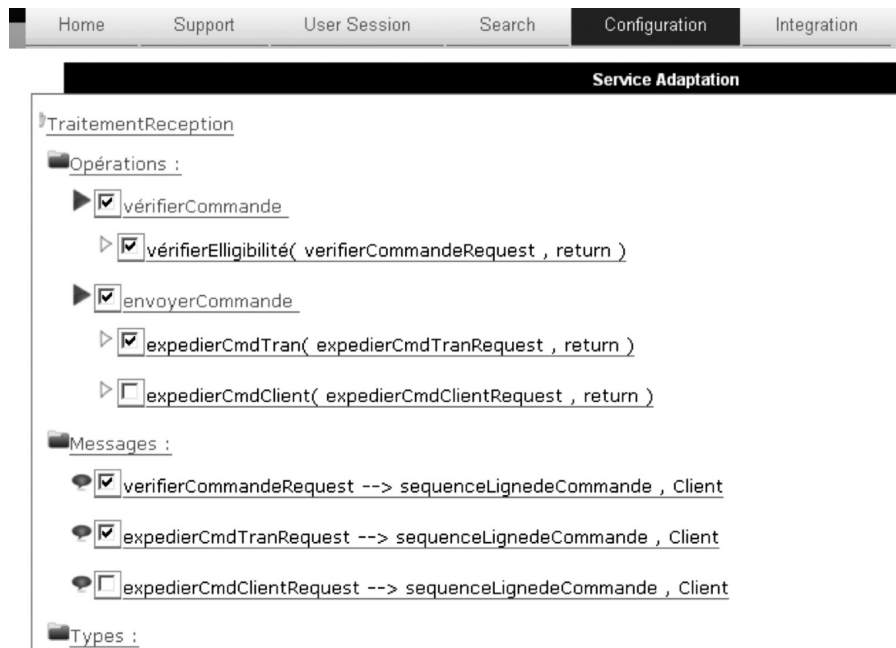 Home Support User Session Search Configuration Integration
Service Adaptation
TraitementReception
Opérations :
vérifierCommande
vérifierElligibilité( verifierCommandeRequest , return )
envoyerCommande
expedierCmdTran( expedierCmdTranRequest , return )
expedierCmdClient( expedierCmdClientRequest , return )
Messages :
verifierCommandeRequest --> sequenceLignedeCommande , Client
expedierCmdTranRequest --> sequenceLignedeCommande , Client
expedierCmdClientRequest --> sequenceLignedeCommande , Client
Types :